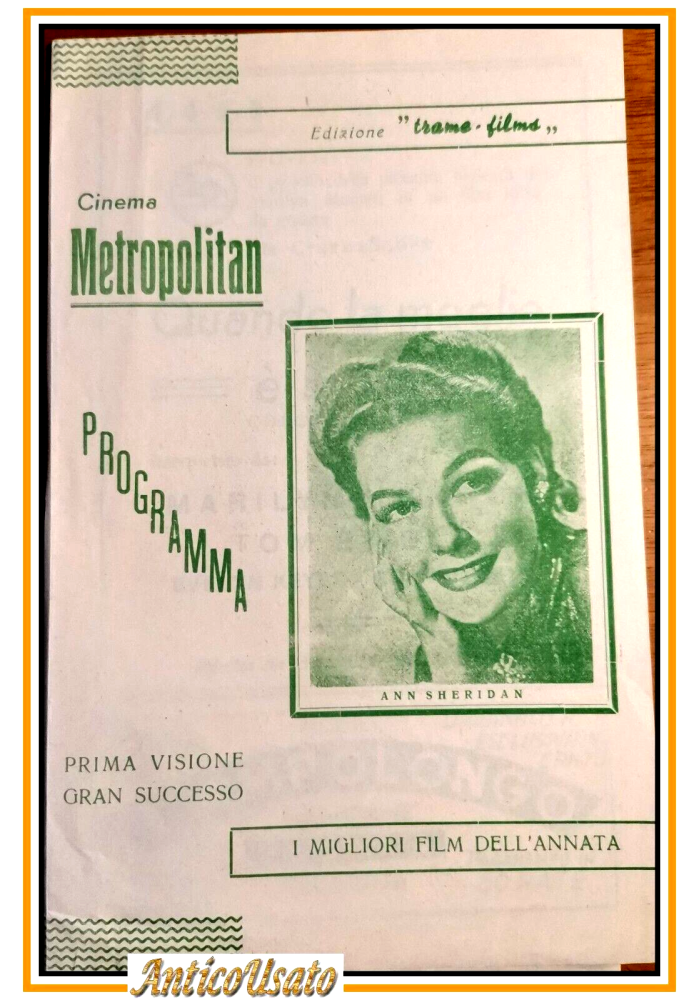 Edizione "trame-films„
Cinema
Metropolitan
PROGRAMMA
ANN SHERIDAN
PRIMA VISIONE
GRAN SUCCESSO
I MIGLIORI FILM DELL'ANNATA
AnticoUsato